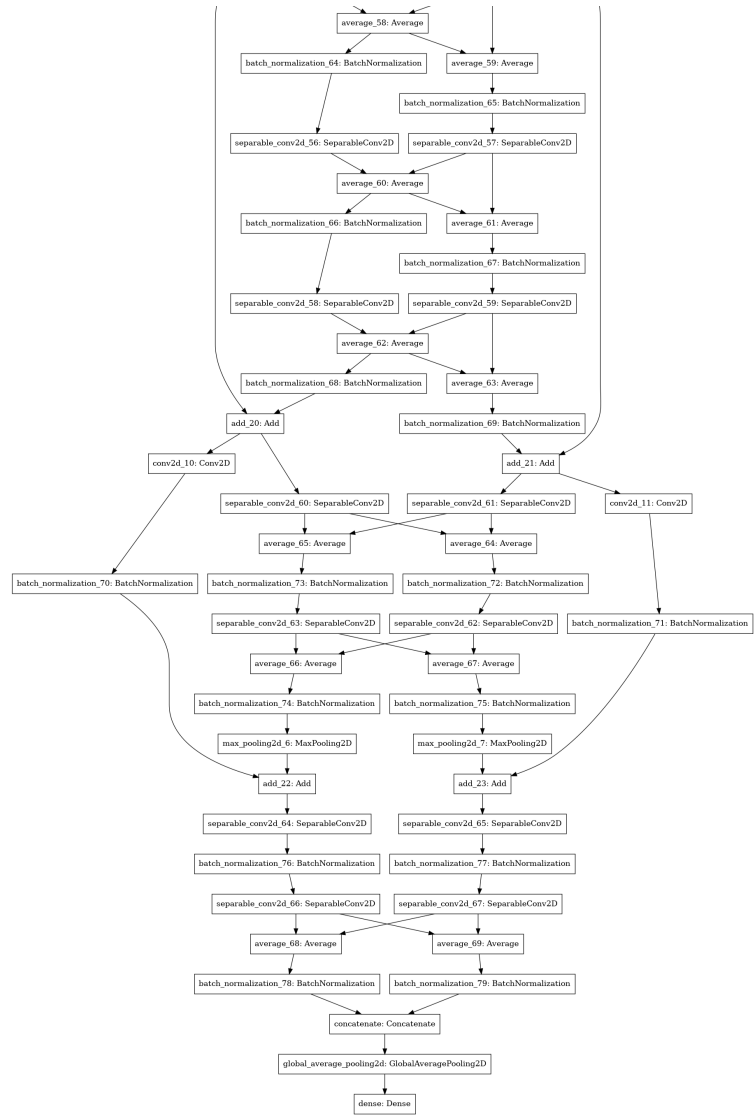 average_58: Average
batch_normalization_64: BatchNormalization
average_59: Average
batch_normalization_65: BatchNormalization
separable_conv2d_56: SeparableConv2D
separable_conv2d_57: SeparableConv2D
average_60: Average
batch_normalization_66: BatchNormalization
average_61: Average
batch_normalization_67: BatchNormalization
separable_conv2d_58: SeparableConv2D
separable_conv2d_59: SeparableConv2D
average_62: Average
batch_normalization_68: BatchNormalization
average_63: Average
add_20: Add
batch_normalization_69: BatchNormalization
conv2d_10: Conv2D
add_21: Add
separable_conv2d_60: SeparableConv2D
separable_conv2d_61: SeparableConv2D
conv2d_11: Conv2D
average_65: Average
average_64: Average
batch_normalization_70: BatchNormalization
batch_normalization_73: BatchNormalization
batch_normalization_72: BatchNormalization
separable_conv2d_63: SeparableConv2D
separable_conv2d_62: SeparableConv2D
batch_normalization_71: BatchNormalization
average_66: Average
average_67: Average
batch_normalization_74: BatchNormalization
batch_normalization_75: BatchNormalization
max_pooling2d_6: MaxPooling2D
max_pooling2d_7: MaxPooling2D
add_22: Add
add_23: Add
separable_conv2d_64: SeparableConv2D
separable_conv2d_65: SeparableConv2D
batch_normalization_76: BatchNormalization
batch_normalization_77: BatchNormalization
separable_conv2d_66: SeparableConv2D
separable_conv2d_67: SeparableConv2D
average_68: Average
average_69: Average
batch_normalization_78: BatchNormalization
batch_normalization_79: BatchNormalization
concatenate: Concatenate
global_average_pooling2d: GlobalAveragePooling2D
dense: Dense